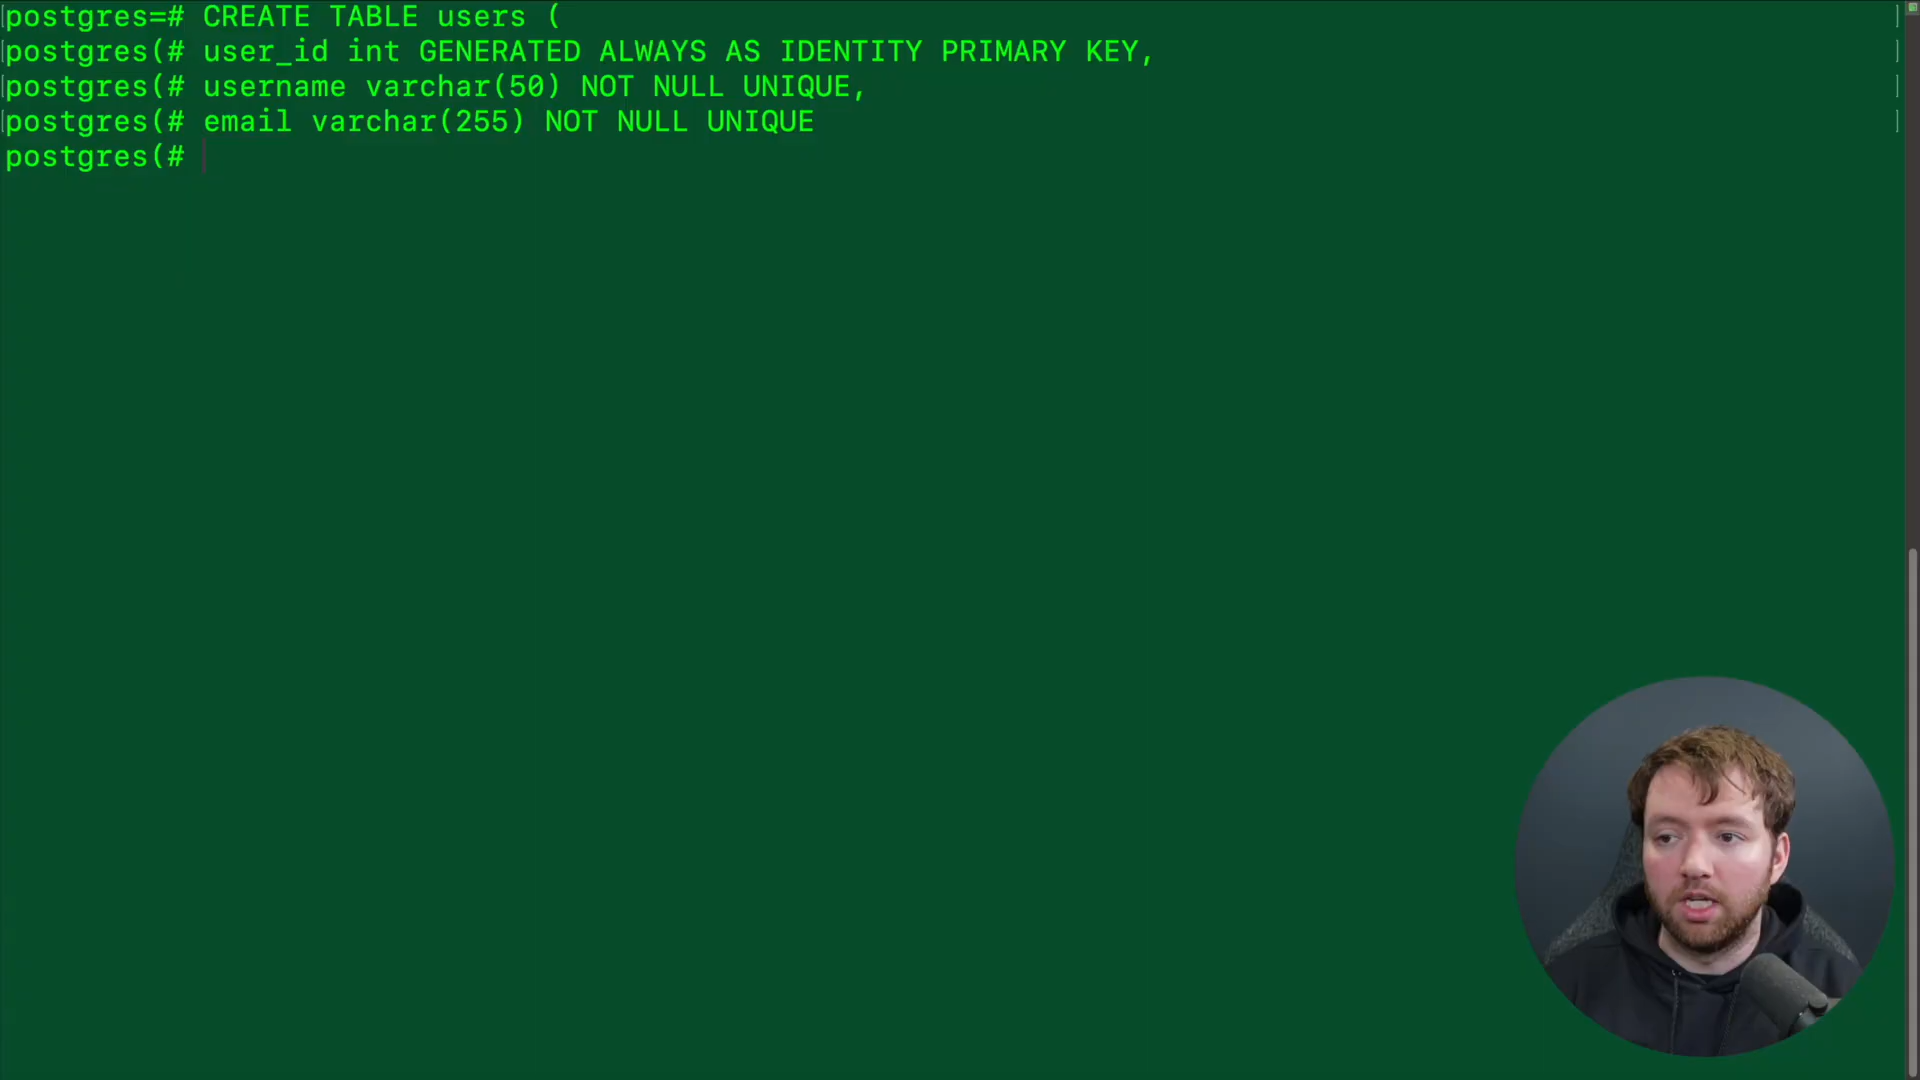 postgres=# CREATE TABLE users (
postgres(# user_id int GENERATED ALWAYS AS IDENTITY PRIMARY KEY,
postgres(# username varchar(50) NOT NULL UNIQUE,
postgres(# email varchar(255) NOT NULL UNIQUE
postgres(#